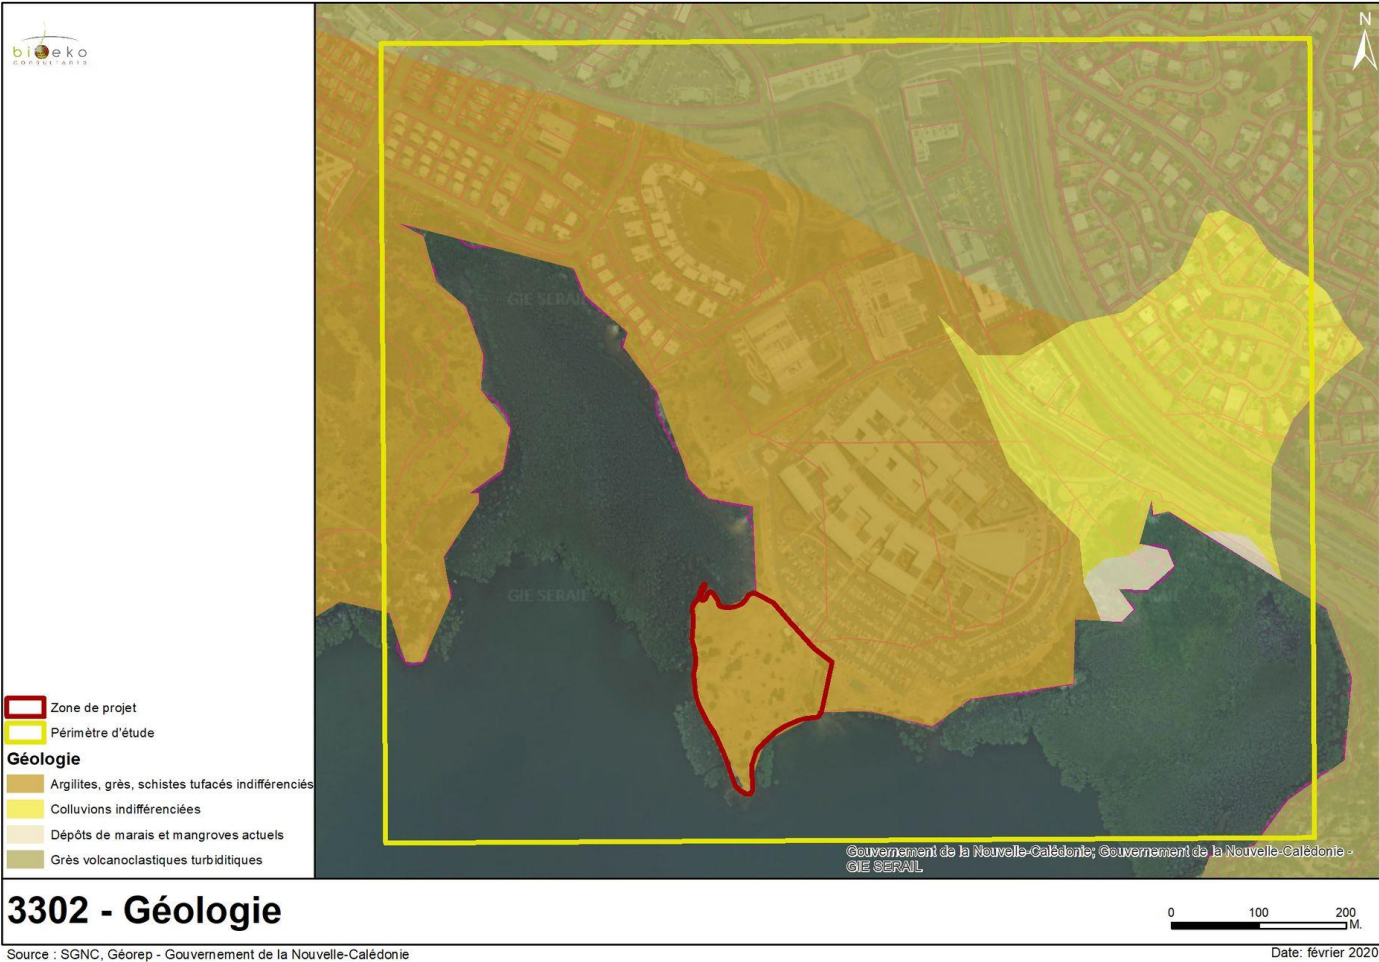 bioeko
CONSULTANTS
N
GIE SERAIL
GIE SERAIL
Zone de projet
Périmètre d'étude
Géologie
Argilites, grès, schistes tufacés indifférenciés
Colluvions indifférenciées
Dépôts de marais et mangroves actuels
Grès volcanoclastiques turbiditiques
Gouvernement de la Nouvelle-Calédonie; Gouvernement de la Nouvelle-Calédonie -
GIE SERAIL
3302 - Géologie
0 100 200
M.
Source : SGNC, Géorep - Gouvernement de la Nouvelle-Calédonie
Date: février 2020